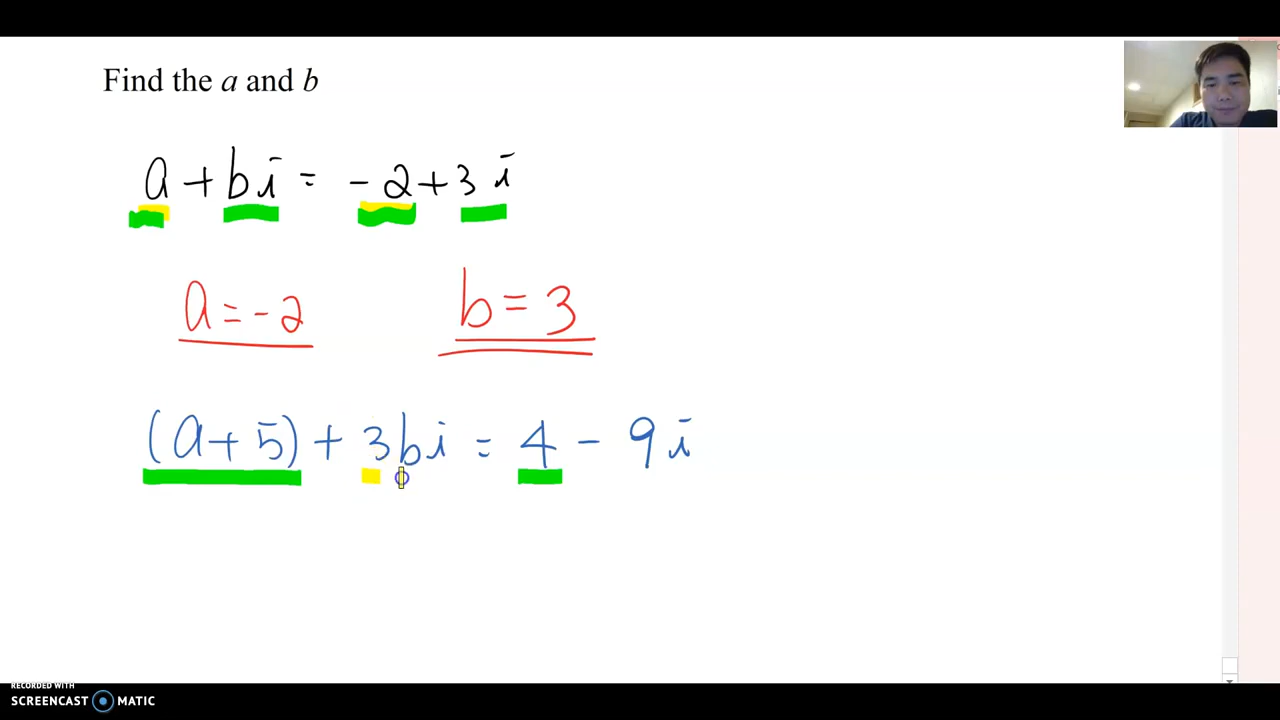 Find the a and b
a + bi = -2 + 3i
a = -2 b = 3
(a + 5) + 3bi = 4 - 9i
RECORDED WITH
SCREENCAST MATIC